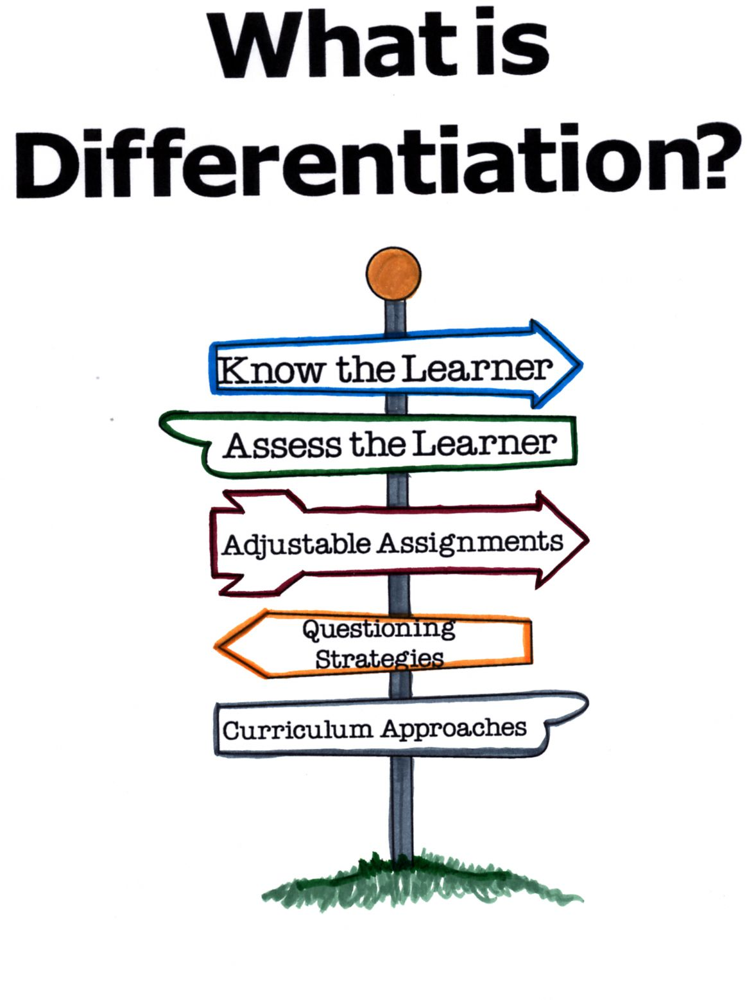 What is
Differentiation?
Know the Learner
Assess the Learner
Adjustable Assignments
Questioning
Strategies
Curriculum Approaches